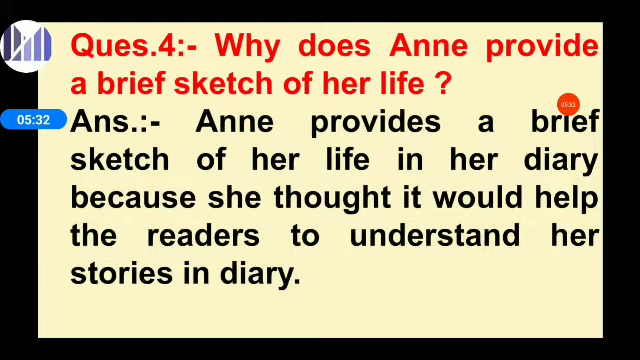 Ques.4:- Why does Anne provide
a brief sketch of her life ?
05:32
05:32
Ans.:- Anne provides a brief
sketch of her life in her diary
because she thought it would help
the readers to understand her
stories in diary.